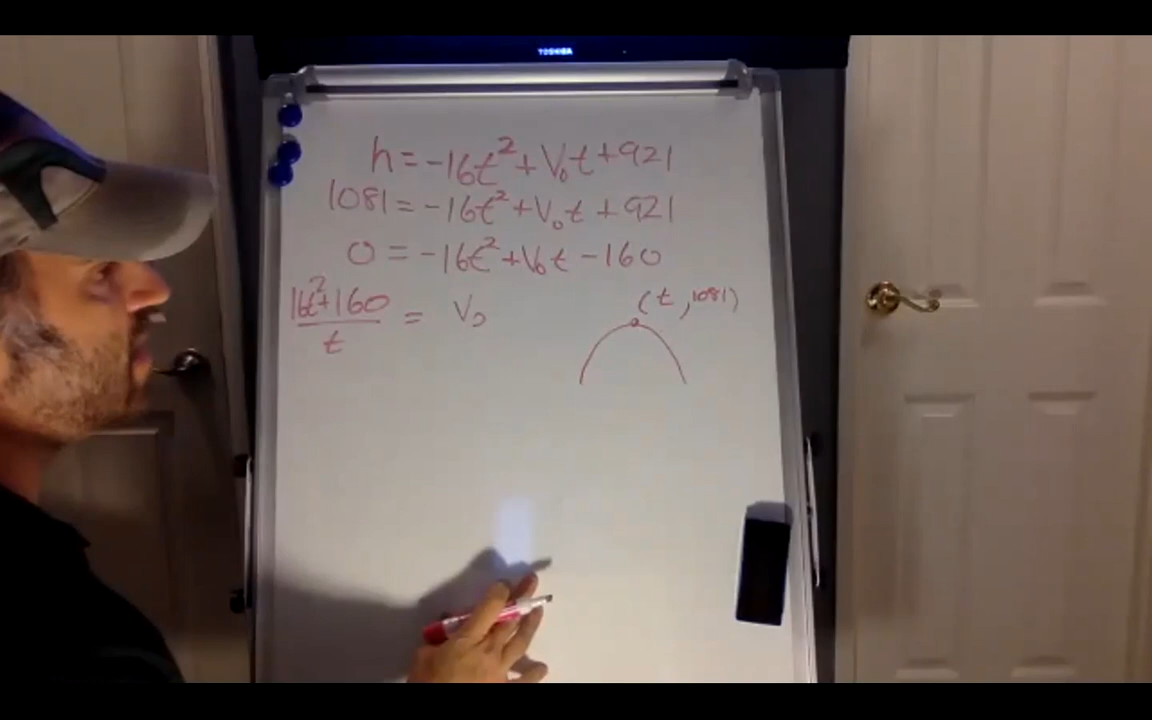 TOSHIBA
h = -16t² + V₀t + 921
1081 = -16t² + V₀t + 921
0 = -16t² + V₀t - 160
(t, 1081)
16t² + 160
t
= V₀